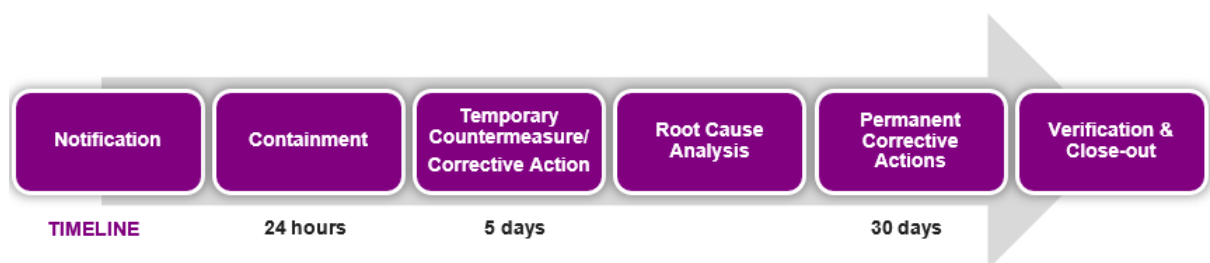 Notification
Containment
Temporary
Countermeasure/
Corrective Action
Root Cause
Analysis
Permanent
Corrective
Actions
Verification &
Close-out
TIMELINE
24 hours
5 days
30 days